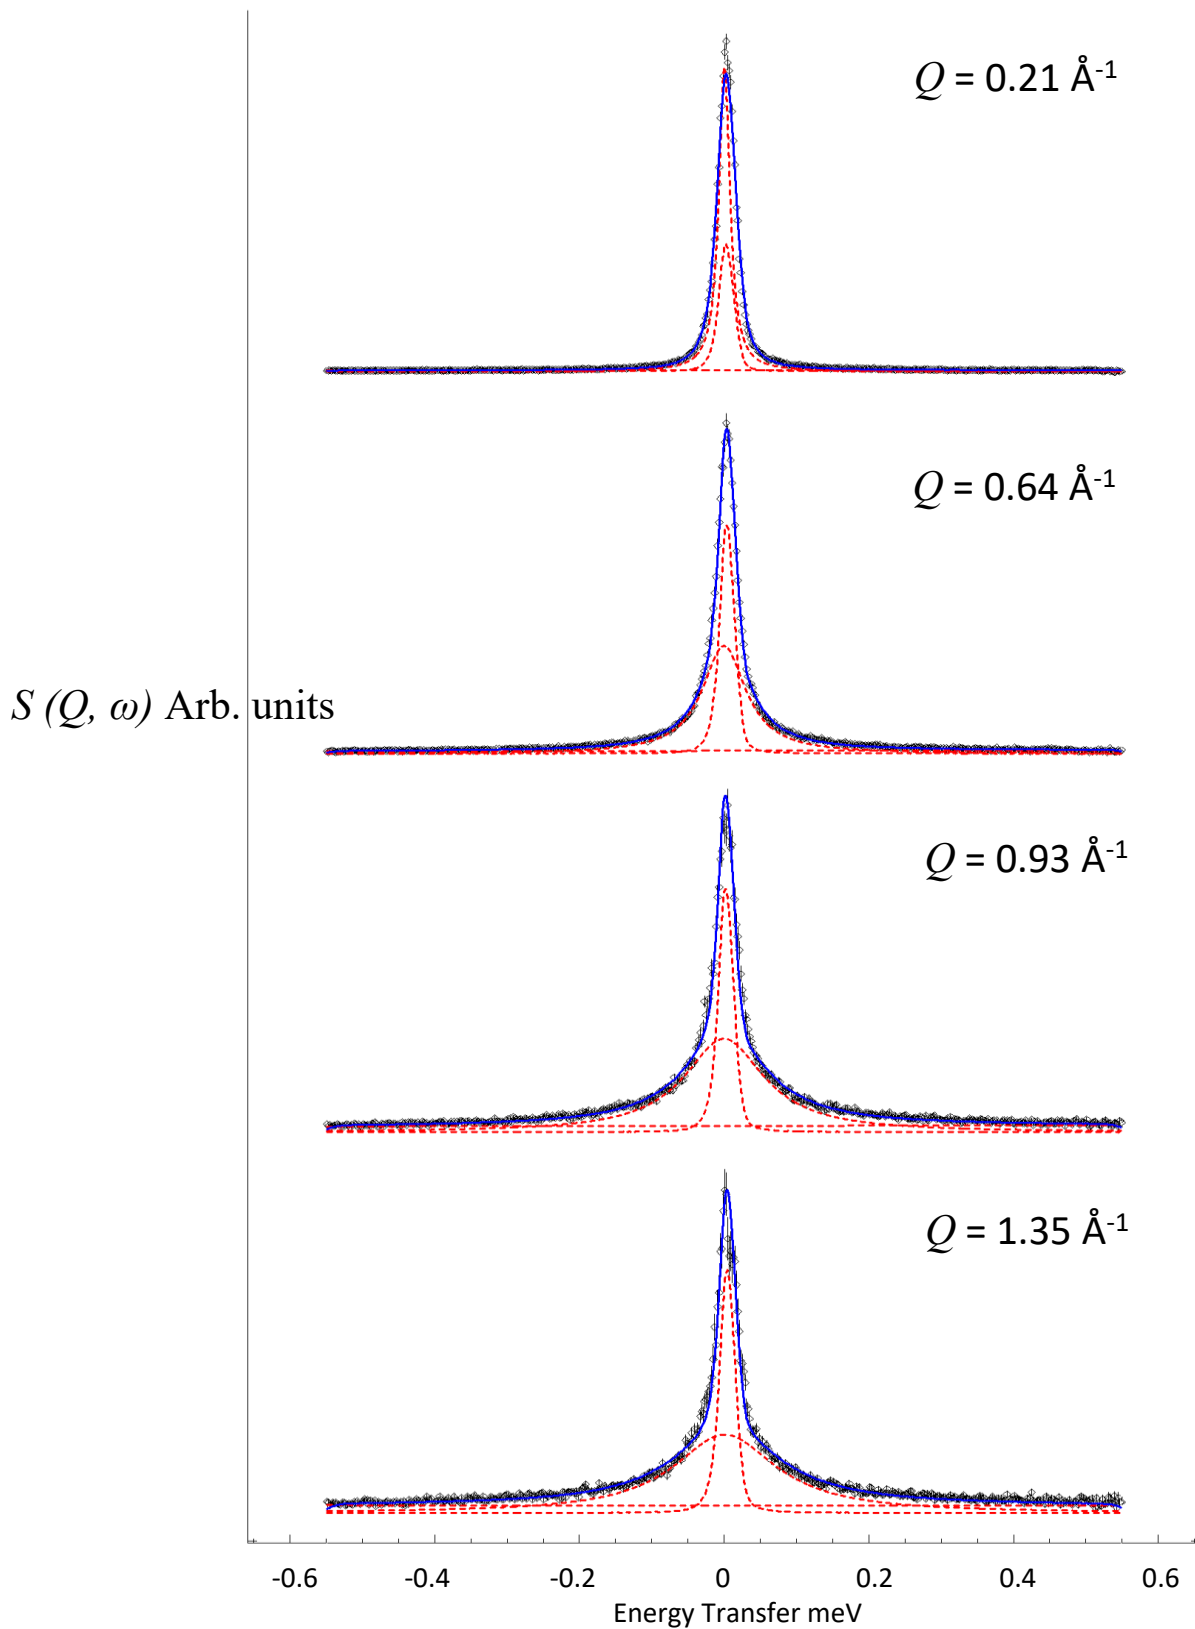 Q = 0.21 Å-1
Q = 0.64 Å-1
S (Q, ω) Arb. units
Q = 0.93 Å-1
Q = 1.35 Å-1
-0.6 -0.4 -0.2 0 0.2 0.4 0.6
Energy Transfer meV